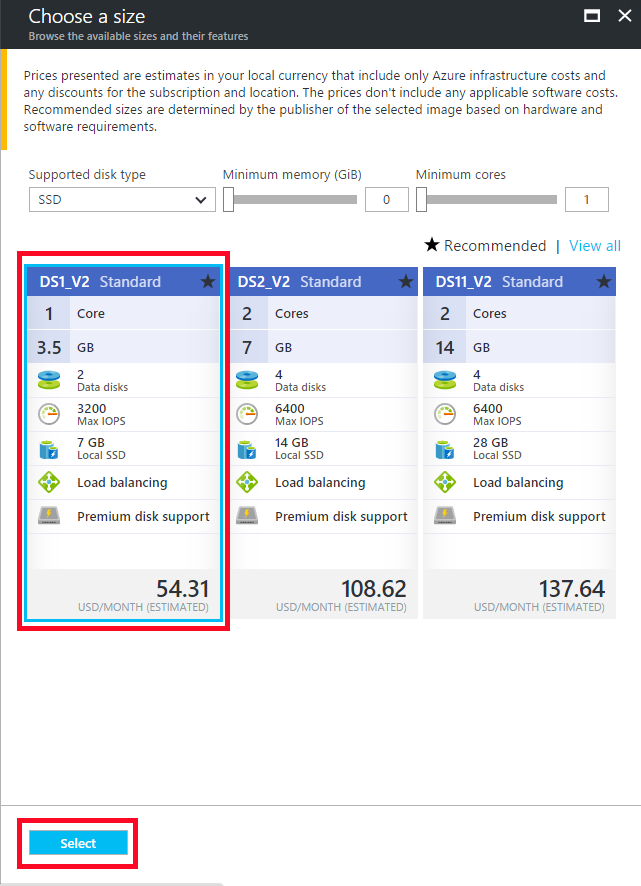 Choose a size
Browse the available sizes and their features
Prices presented are estimates in your local currency that include only Azure infrastructure costs and
any discounts for the subscription and location. The prices don't include any applicable software costs.
Recommended sizes are determined by the publisher of the selected image based on hardware and
software requirements.
Supported disk type
SSD
Minimum memory (GiB)
0
Minimum cores
1
★ Recommended | View all
DS1_V2 Standard ★
1 Core
3.5 GB
2
Data disks
3200
Max IOPS
7 GB
Local SSD
Load balancing
Premium disk support
54.31
USD/MONTH (ESTIMATED)
DS2_V2 Standard ★
2 Cores
7 GB
4
Data disks
6400
Max IOPS
14 GB
Local SSD
Load balancing
Premium disk support
108.62
USD/MONTH (ESTIMATED)
DS11_V2 Standard ★
2 Cores
14 GB
4
Data disks
6400
Max IOPS
28 GB
Local SSD
Load balancing
Premium disk support
137.64
USD/MONTH (ESTIMATED)
Select